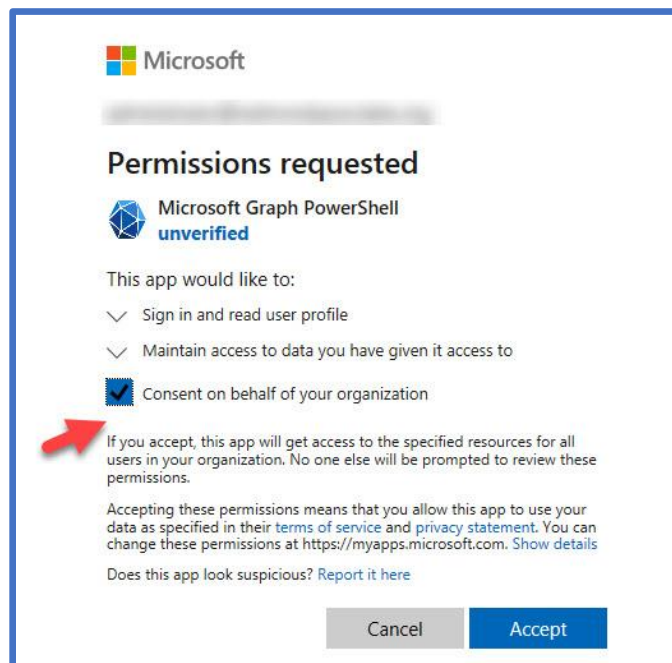 Microsoft
Permissions requested
Microsoft Graph PowerShell
unverified
This app would like to:
Sign in and read user profile
Maintain access to data you have given it access to
Consent on behalf of your organization
If you accept, this app will get access to the specified resources for all
users in your organization. No one else will be prompted to review these
permissions.
Accepting these permissions means that you allow this app to use your
data as specified in their terms of service and privacy statement. You can
change these permissions at https://myapps.microsoft.com. Show details
Does this app look suspicious? Report it here
Cancel Accept